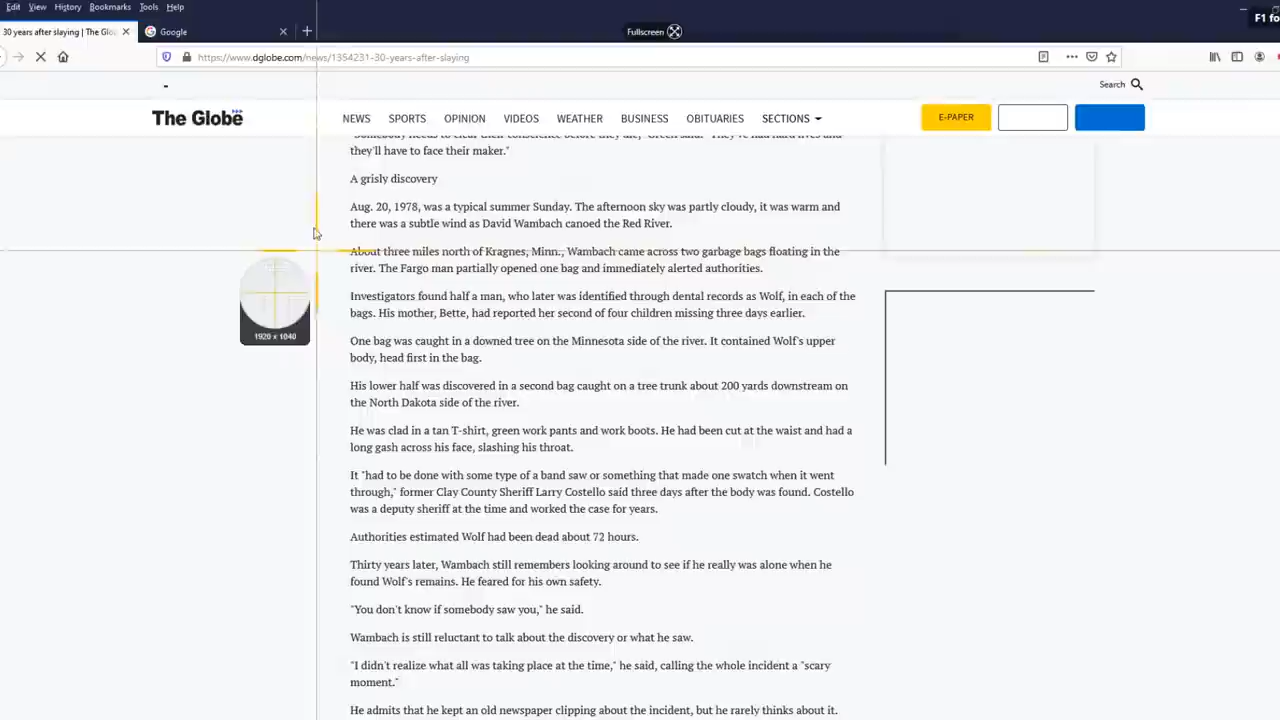 Edit View History Bookmarks Tools Help
F1 fo
30 years after slaying | The Glo
Google
Fullscreen
https://www.dglobe.com/news/1354231-30-years-after-slaying
Search
The Globe
NEWS SPORTS OPINION VIDEOS WEATHER BUSINESS OBITUARIES SECTIONS
E-PAPER
"Somebody needs to clear their conscience before they die," Green said. "They've had hard lives and
they'll have to face their maker."
A grisly discovery
Aug. 20, 1978, was a typical summer Sunday. The afternoon sky was partly cloudy, it was warm and
there was a subtle wind as David Wambach canoed the Red River.
About three miles north of Kragnes, Minn., Wambach came across two garbage bags floating in the
river. The Fargo man partially opened one bag and immediately alerted authorities.
Investigators found half a man, who later was identified through dental records as Wolf, in each of the
bags. His mother, Bette, had reported her second of four children missing three days earlier.
One bag was caught in a downed tree on the Minnesota side of the river. It contained Wolf's upper
body, head first in the bag.
His lower half was discovered in a second bag caught on a tree trunk about 200 yards downstream on
the North Dakota side of the river.
He was clad in a tan T-shirt, green work pants and work boots. He had been cut at the waist and had a
long gash across his face, slashing his throat.
It "had to be done with some type of a band saw or something that made one swatch when it went
through," former Clay County Sheriff Larry Costello said three days after the body was found. Costello
was a deputy sheriff at the time and worked the case for years.
Authorities estimated Wolf had been dead about 72 hours.
Thirty years later, Wambach still remembers looking around to see if he really was alone when he
found Wolf's remains. He feared for his own safety.
"You don't know if somebody saw you," he said.
Wambach is still reluctant to talk about the discovery or what he saw.
"I didn't realize what all was taking place at the time," he said, calling the whole incident a "scary
moment."
He admits that he kept an old newspaper clipping about the incident, but he rarely thinks about it.
1920 x 1040